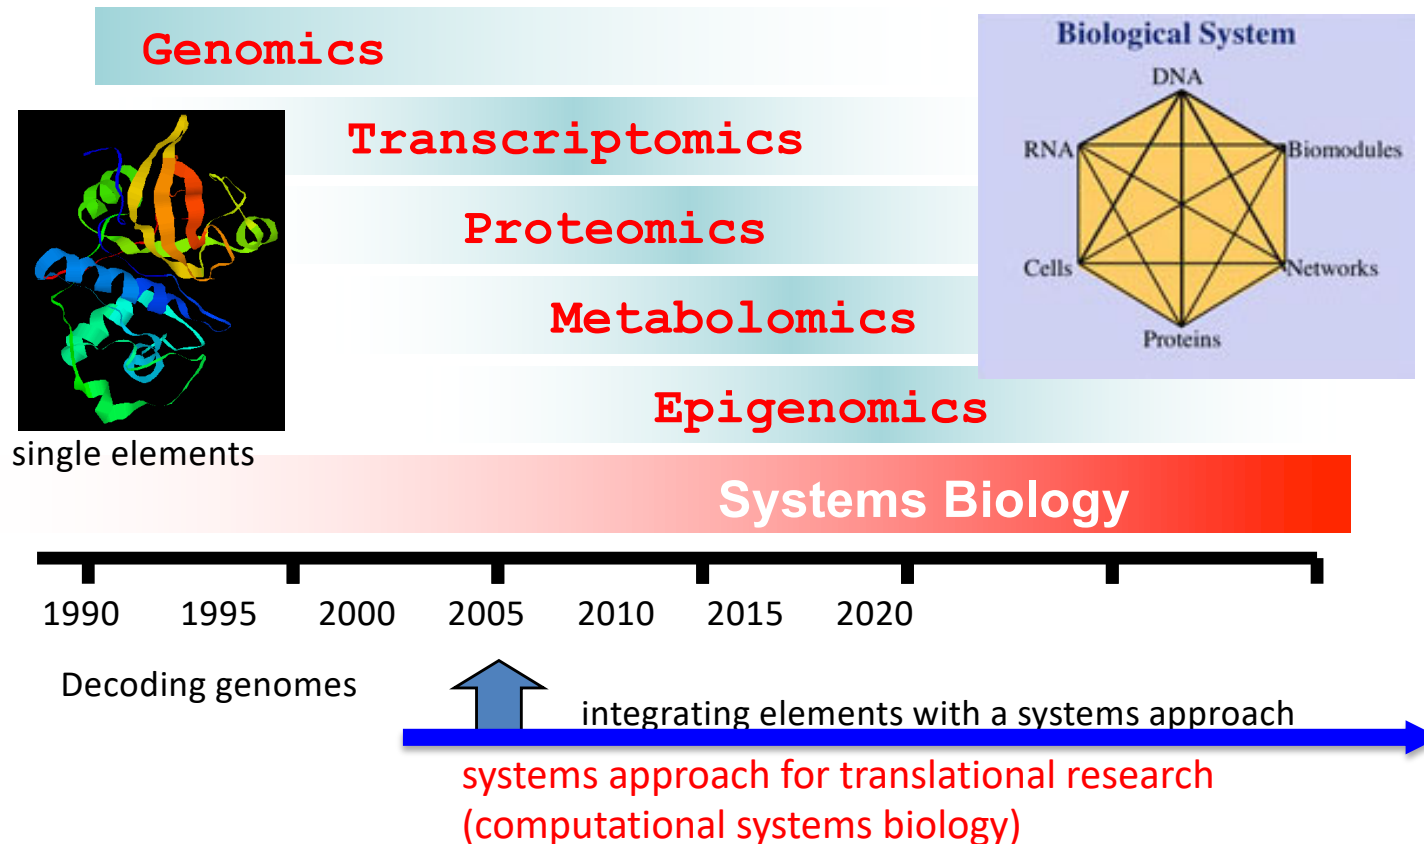 Genomics
Transcriptomics
Proteomics
Metabolomics
Epigenomics
Biological System
DNA
RNA
Biomodules
Cells
Networks
Proteins
single elements
Systems Biology
1990 1995 2000 2005 2010 2015 2020
Decoding genomes
integrating elements with a systems approach
systems approach for translational research
(computational systems biology)